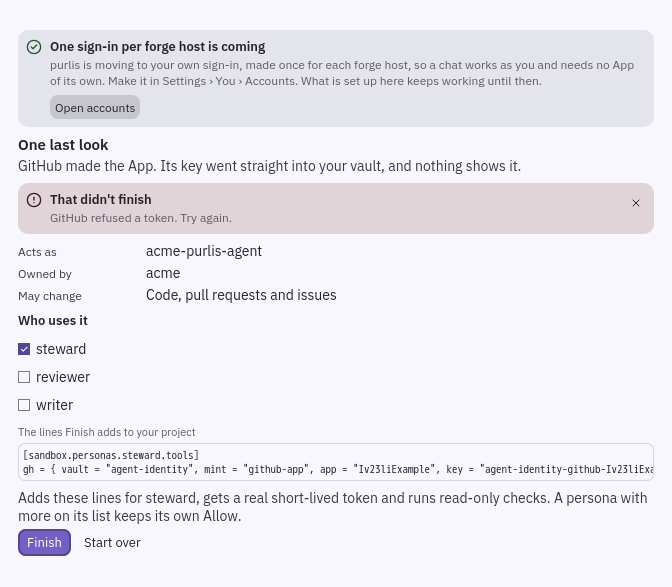 One sign-in per forge host is coming
purlis is moving to your own sign-in, made once for each forge host, so a chat works as you and needs no App
of its own. Make it in Settings › You › Accounts. What is set up here keeps working until then.
Open accounts
One last look
GitHub made the App. Its key went straight into your vault, and nothing shows it.
That didn't finish
GitHub refused a token. Try again.
Acts as acme-purlis-agent
Owned by acme
May change Code, pull requests and issues
Who uses it
steward
reviewer
writer
The lines Finish adds to your project
[sandbox.personas.steward.tools]
gh = { vault = "agent-identity", mint = "github-app", app = "Iv23liExample", key = "agent-identity-github-Iv23liExa
Adds these lines for steward, gets a real short-lived token and runs read-only checks. A persona with
more on its list keeps its own Allow.
Finish Start over